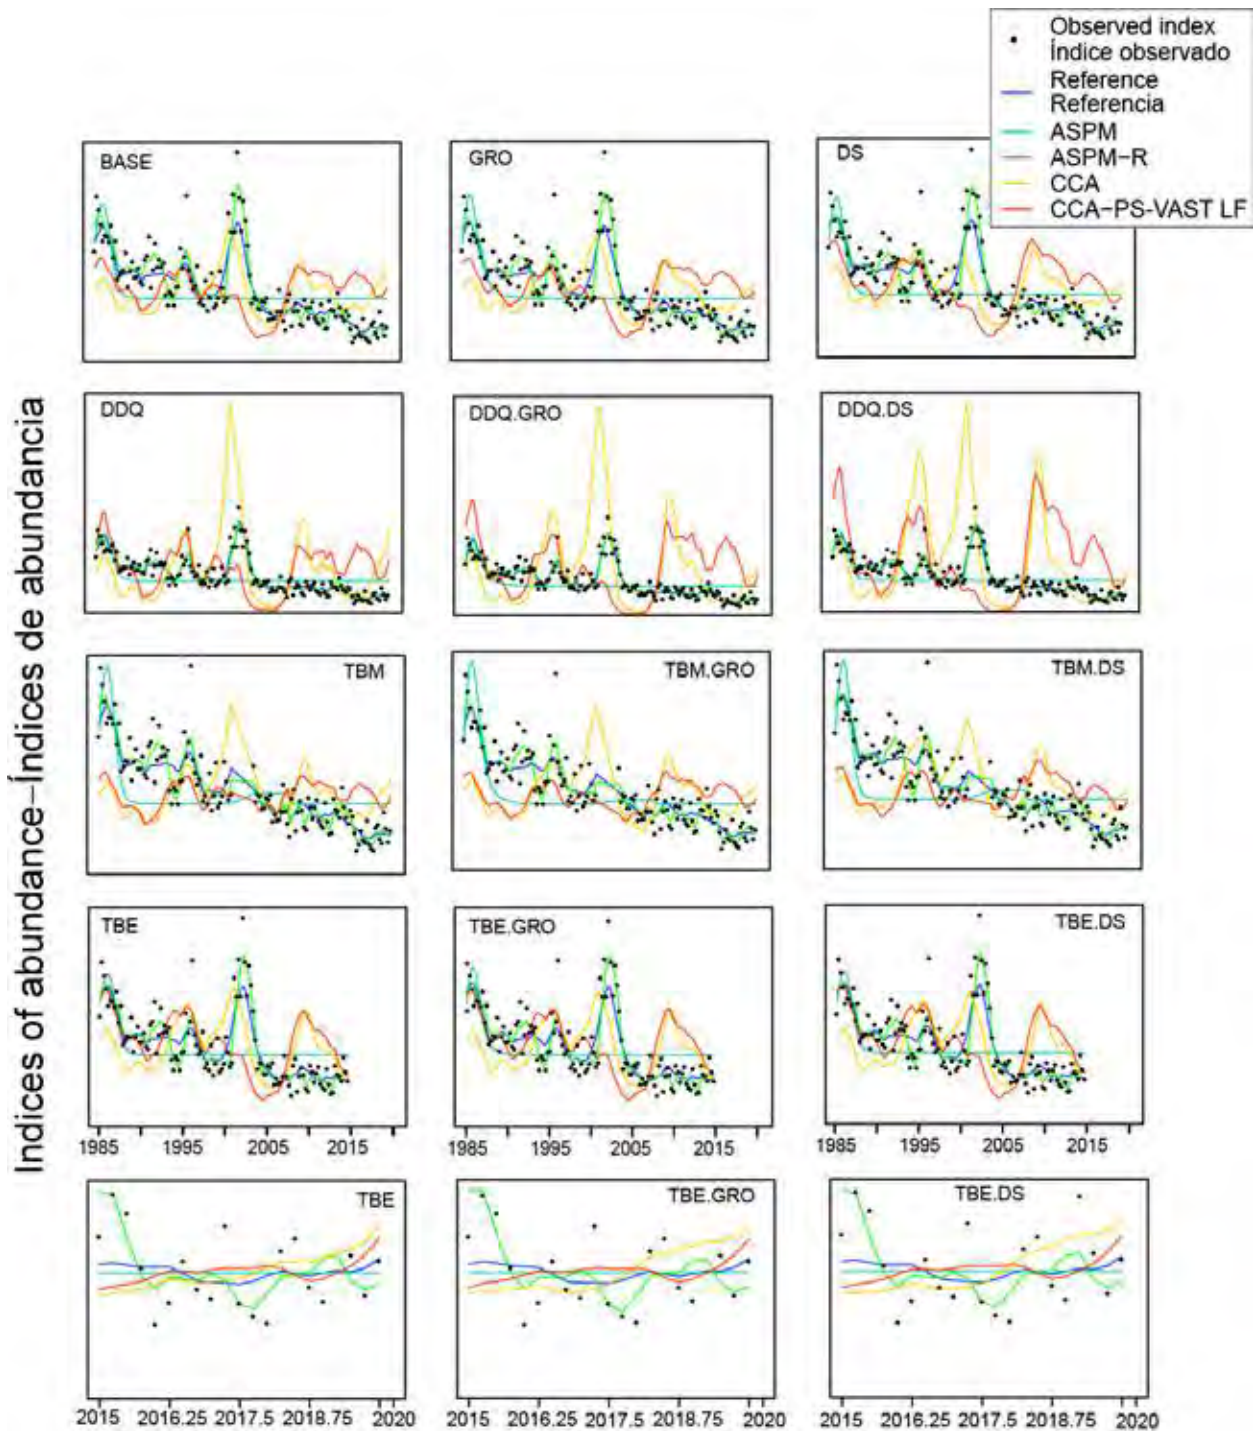 Observed index
Índice observado
Reference
Referencia
ASPM
ASPM-R
CCA
CCA-PS-VAST LF
Indices of abundance-Índices de abundancia
BASE
GRO
DS
DDQ
DDQ.GRO
DDQ.DS
TBM
TBM.GRO
TBM.DS
TBE
TBE.GRO
TBE.DS
1985 1995 2005 2015
1985 1995 2005 2015
1985 1995 2005 2015
TBE
TBE.GRO
TBE.DS
2015 2016.25 2017.5 2018.75 2020
2015 2016.25 2017.5 2018.75 2020
2015 2016.25 2017.5 2018.75 2020